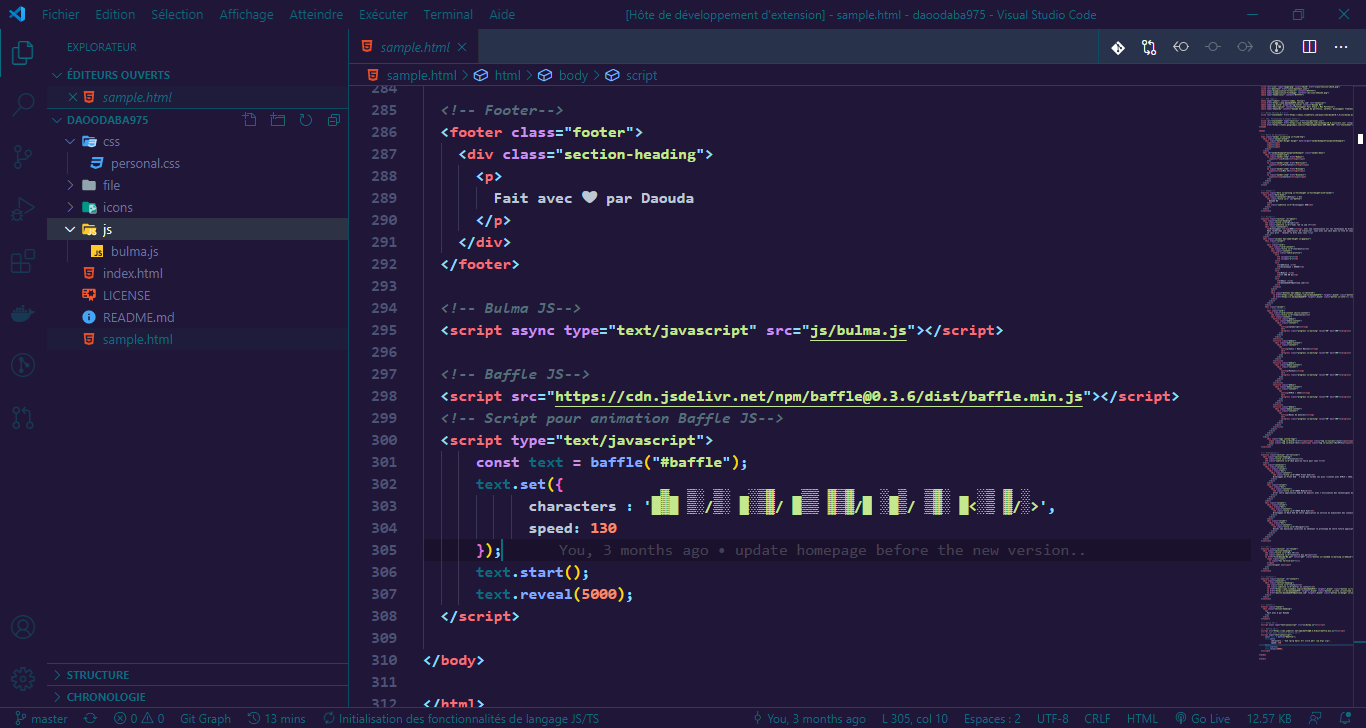 Fichier Edition Sélection Affichage Atteindre Exécuter Terminal Aide [Hôte de développement d'extension] - sample.html - daoodaba975 - Visual Studio Code
EXPLORATEUR
ÉDITEURS OUVERTS
sample.html
DAOODABA975
css
personal.css
file
icons
js
bulma.js
index.html
LICENSE
README.md
sample.html
STRUCTURE
CHRONOLOGIE
sample.html
sample.html > html > body > script
284
285 <!-- Footer-->
286 <footer class="footer">
287 <div class="section-heading">
288 <p>
289 Fait avec 🤍 par Daouda
290 </p>
291 </div>
292 </footer>
293
294 <!-- Bulma JS-->
295 <script async type="text/javascript" src="js/bulma.js"></script>
296
297 <!-- Baffle JS-->
298 <script src="https://cdn.jsdelivr.net/npm/baffle@0.3.6/dist/baffle.min.js"></script>
299 <!-- Script pour animation Baffle JS-->
300 <script type="text/javascript">
301 const text = baffle("#baffle");
302 text.set({
303 characters : '█▓█ ▒░/▒░ █░▒▓/ █▒▒ ▓▒▓/█ ░█▒/ ▒▓░ █<░▒ ▓/░>',
304 speed: 130
305 }); You, 3 months ago • update homepage before the new version..
306 text.start();
307 text.reveal(5000);
308 </script>
309
310 </body>
311
312 </html>
master 0 0 Git Graph 13 mins Initialisation des fonctionnalités de langage JS/TS You, 3 months ago L 305, col 10 Espaces : 2 UTF-8 CRLF HTML Go Live 12.57 KB